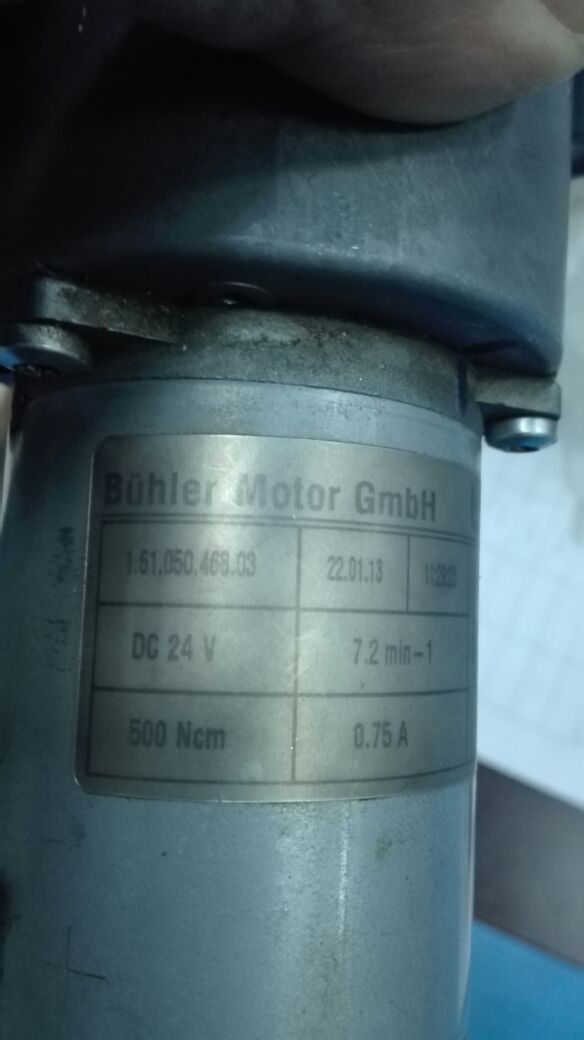 Bühler Motor GmbH
1.61.050.468.03 22.01.13
DC 24 V 7.2 min-1
500 Ncm 0.75 A